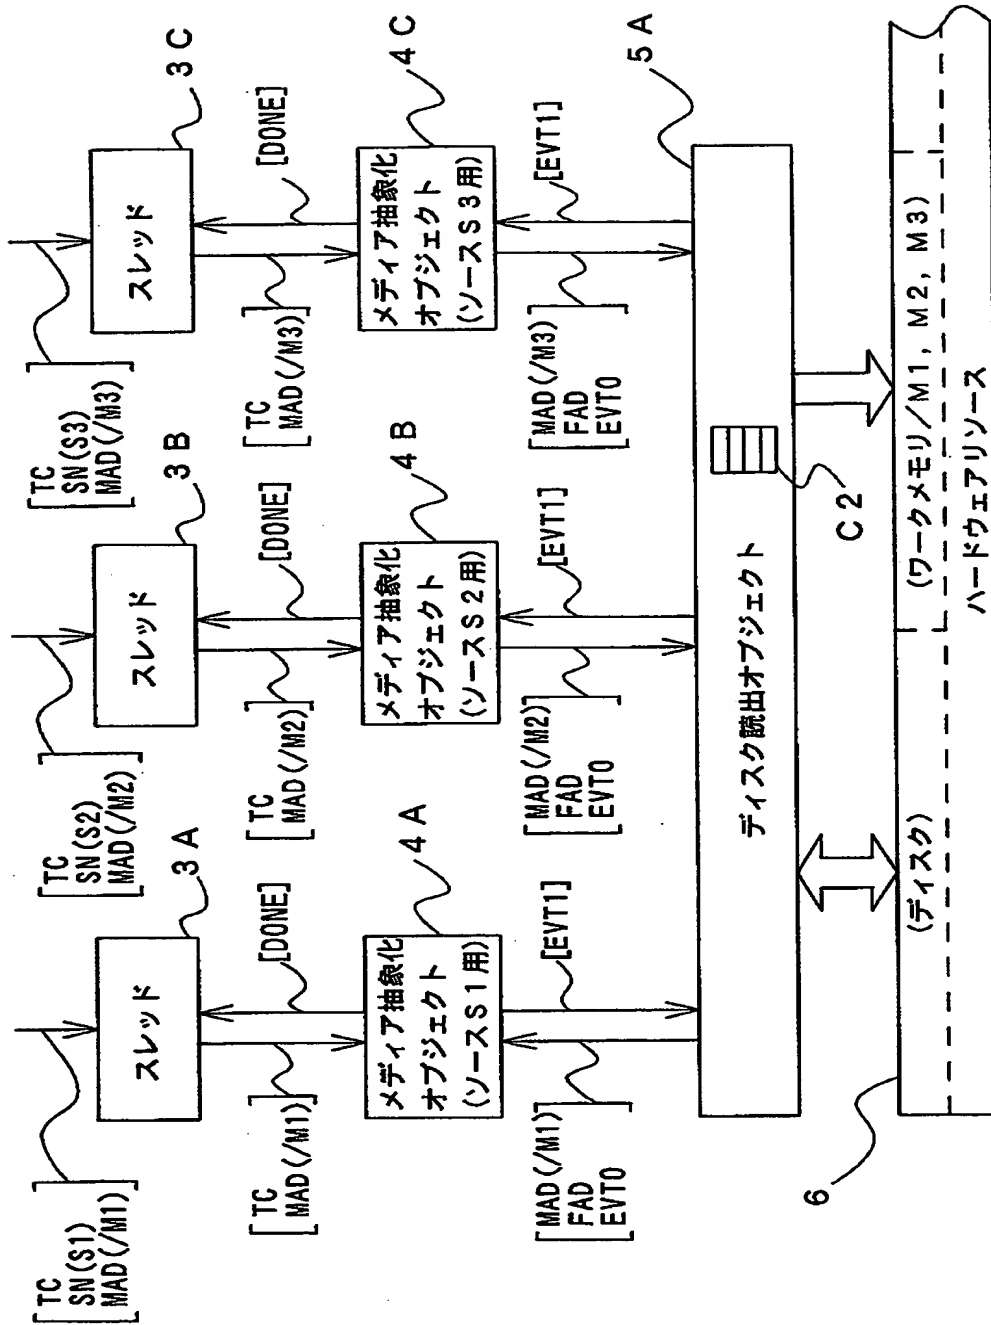 [TC
SN(S1)
MAD(/M1)]
3A
スレッド
[TC
MAD(/M1)]
[DONE]
4A
メディア抽象化
オブジェクト
(ソースS1用)
[MAD(/M1)
FAD
EVT0]
[EVT1]
[TC
SN(S2)
MAD(/M2)]
3B
スレッド
[TC
MAD(/M2)]
[DONE]
4B
メディア抽象化
オブジェクト
(ソースS2用)
[MAD(/M2)
FAD
EVT0]
[EVT1]
[TC
SN(S3)
MAD(/M3)]
3C
スレッド
[TC
MAD(/M3)]
[DONE]
4C
メディア抽象化
オブジェクト
(ソースS3用)
[MAD(/M3)
FAD
EVT0]
[EVT1]
5A
ディスク読出オブジェクト
C2
6
(ディスク)
(ワークメモリ/M1, M2, M3)
ハードウェアリソース